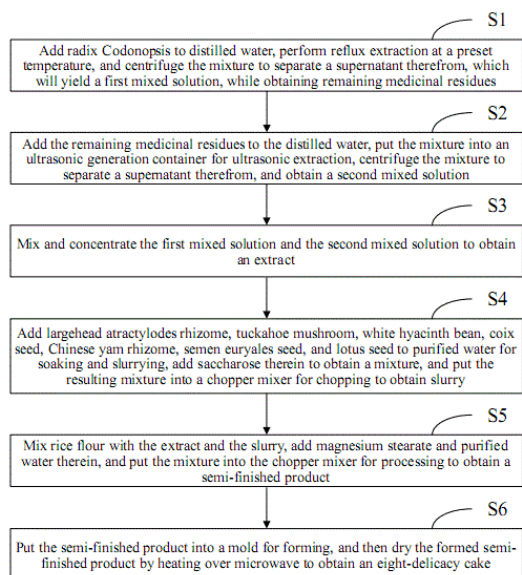 S1
Add radix Codonopsis to distilled water, perform reflux extraction at a preset
temperature, and centrifuge the mixture to separate a supernatant therefrom, which
will yield a first mixed solution, while obtaining remaining medicinal residues
S2
Add the remaining medicinal residues to the distilled water, put the mixture into an
ultrasonic generation container for ultrasonic extraction, centrifuge the mixture to
separate a supernatant therefrom, and obtain a second mixed solution
S3
Mix and concentrate the first mixed solution and the second mixed solution to obtain
an extract
S4
Add largehead atractylodes rhizome, tuckahoe mushroom, white hyacinth bean, coix
seed, Chinese yam rhizome, semen euryales seed, and lotus seed to purified water for
soaking and slurrying, add saccharose therein to obtain a mixture, and put the
resulting mixture into a chopper mixer for chopping to obtain slurry
S5
Mix rice flour with the extract and the slurry, add magnesium stearate and purified
water therein, and put the mixture into the chopper mixer for processing to obtain a
semi-finished product
S6
Put the semi-finished product into a mold for forming, and then dry the formed semi-
finished product by heating over microwave to obtain an eight-delicacy cake